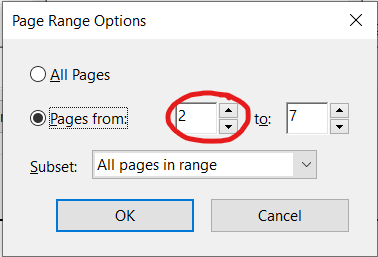 Page Range Options
All Pages
Pages from: 2 to: 7
Subset: All pages in range
OK Cancel